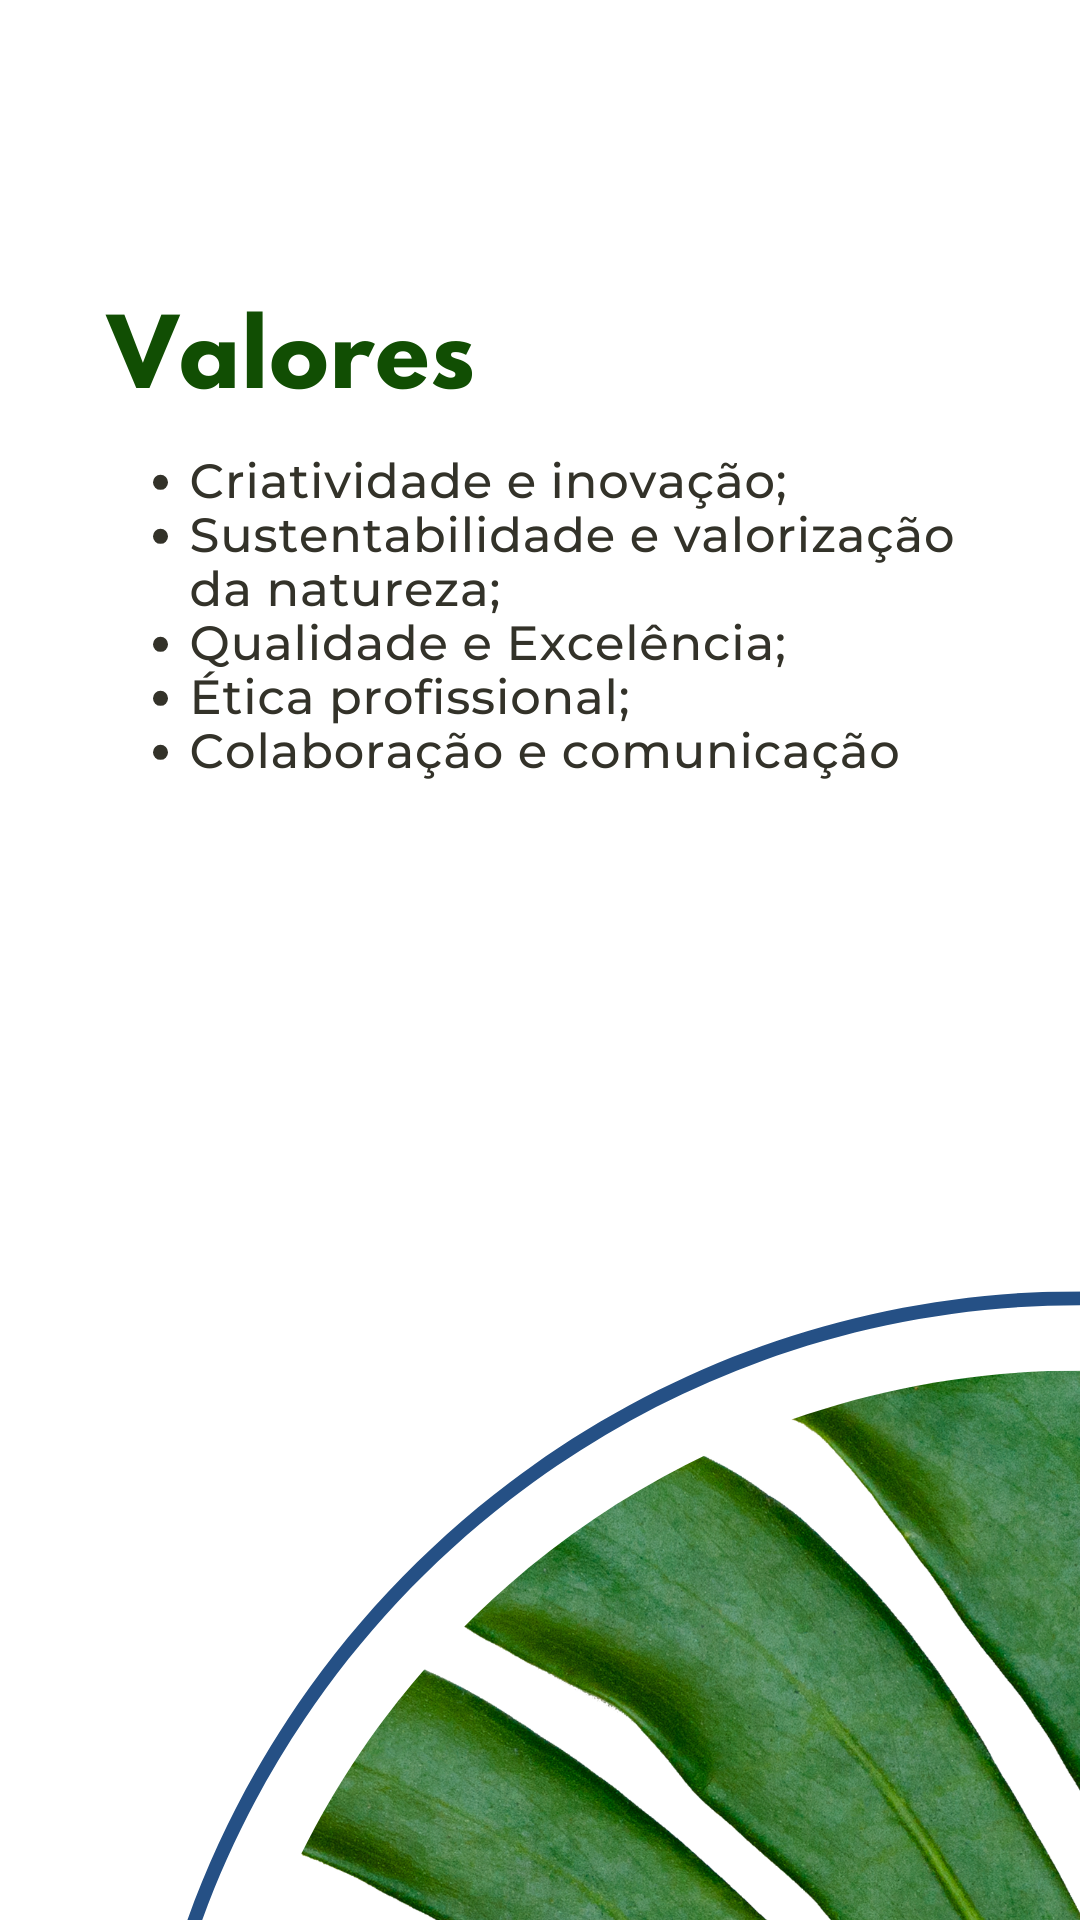 Valores
• Criatividade e inovação;
• Sustentabilidade e valorização
da natureza;
• Qualidade e Excelência;
• Ética profissional;
• Colaboração e comunicação